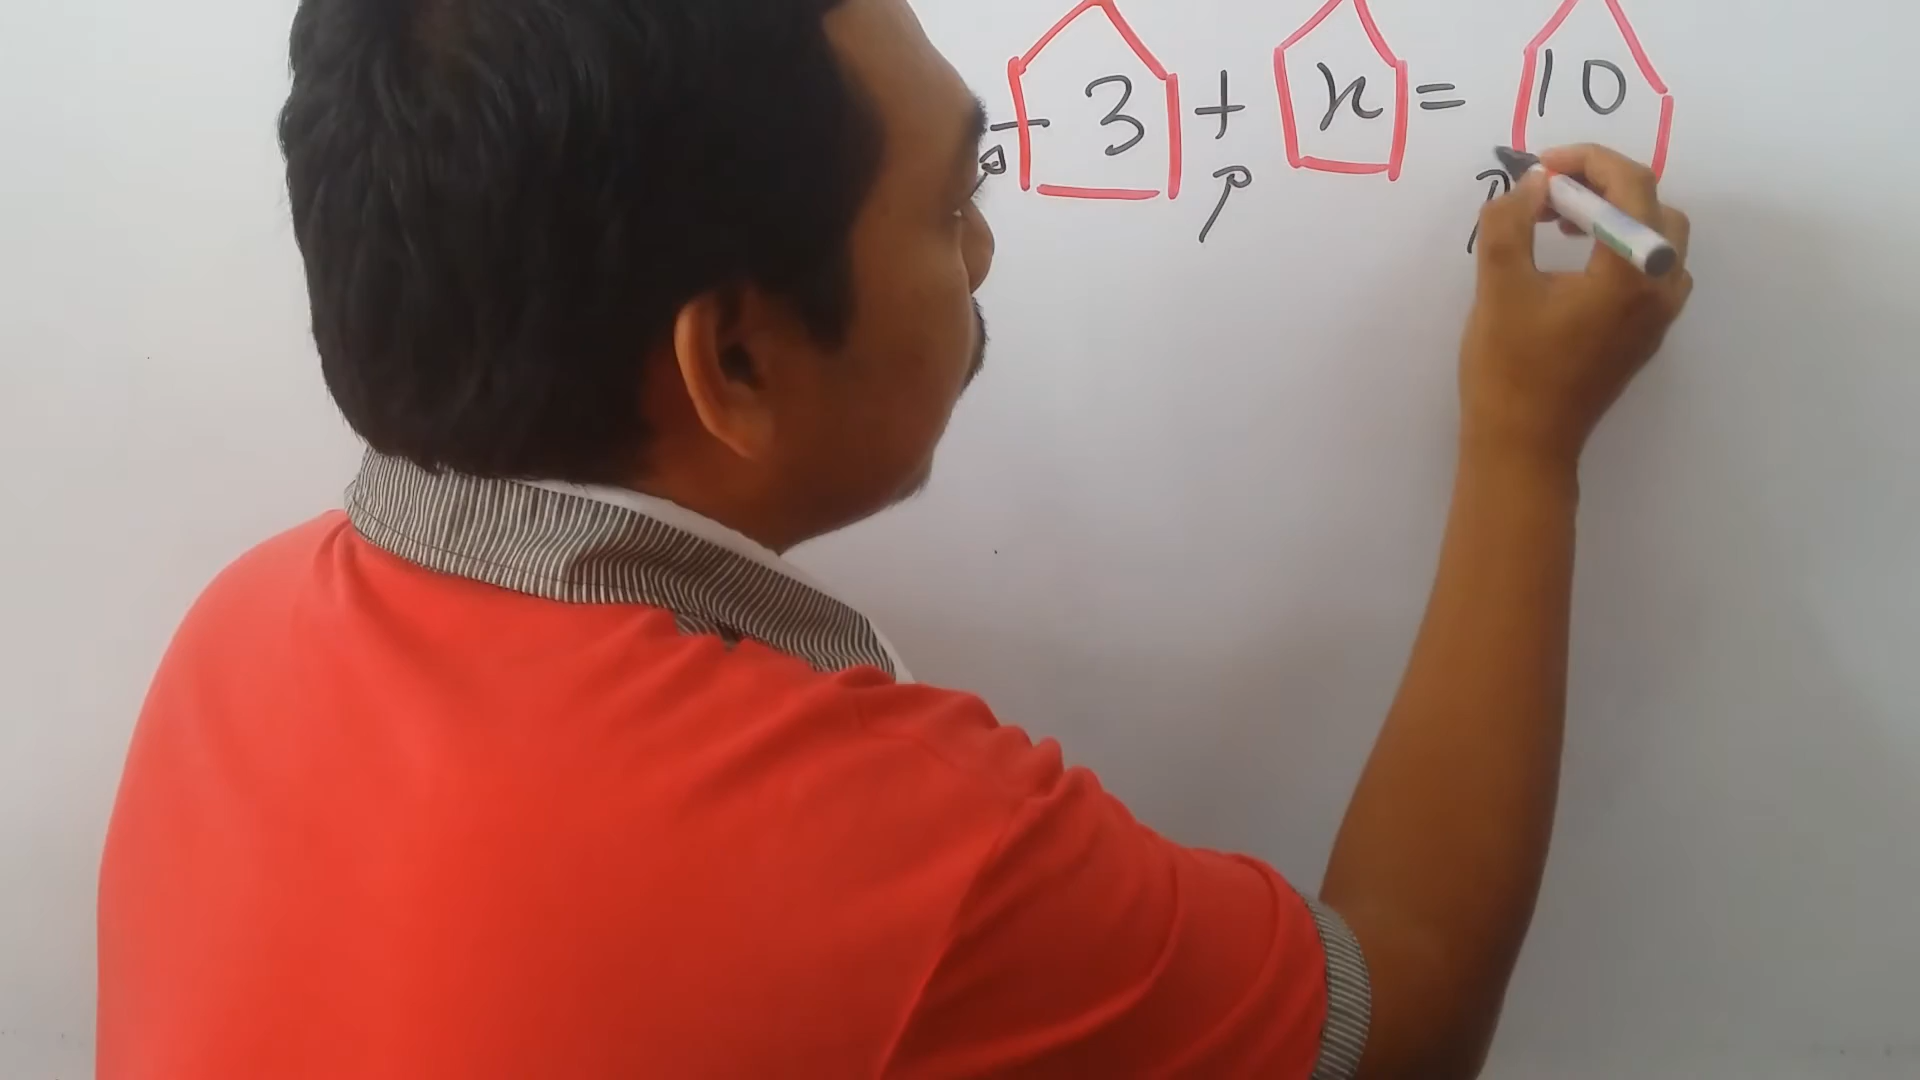 + 3 + x = 10